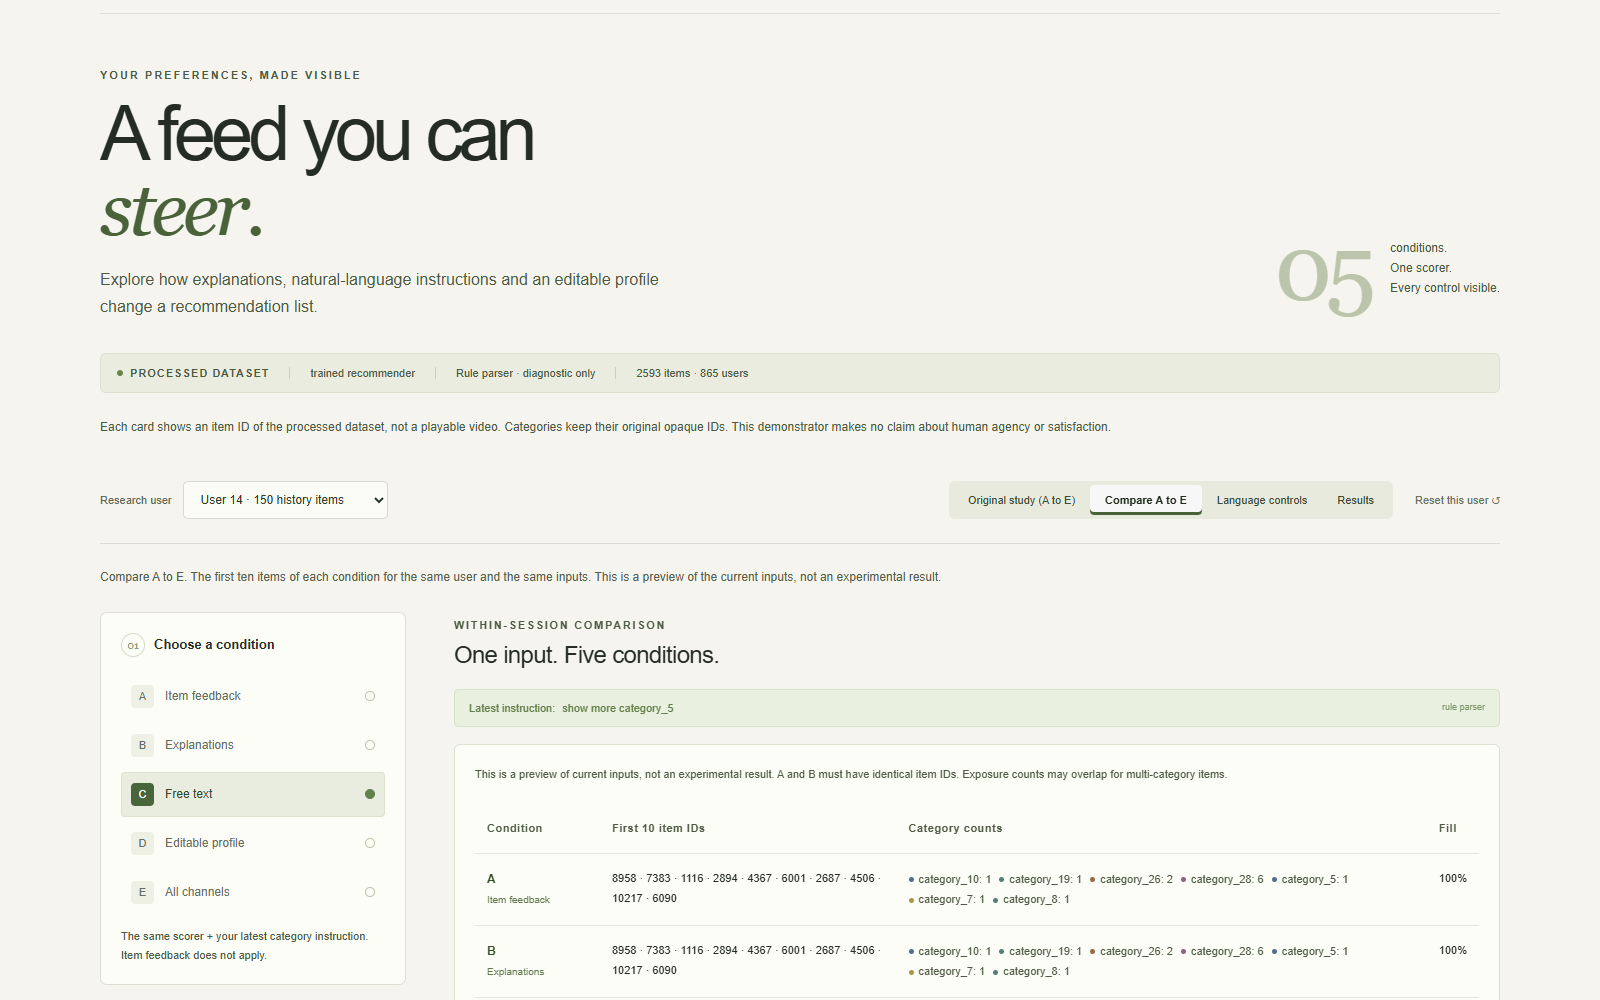 YOUR PREFERENCES, MADE VISIBLE
A feed you can
steer.
Explore how explanations, natural-language instructions and an editable profile
change a recommendation list.
05
conditions.
One scorer.
Every control visible.
PROCESSED DATASET
trained recommender
Rule parser · diagnostic only
2593 items · 865 users
Each card shows an item ID of the processed dataset, not a playable video. Categories keep their original opaque IDs. This demonstrator makes no claim about human agency or satisfaction.
Research user
User 14 · 150 history items
Original study (A to E)
Compare A to E
Language controls
Results
Reset this user ↺
Compare A to E. The first ten items of each condition for the same user and the same inputs. This is a preview of the current inputs, not an experimental result.
01
Choose a condition
A
Item feedback
B
Explanations
C
Free text
D
Editable profile
E
All channels
The same scorer + your latest category instruction.
Item feedback does not apply.
WITHIN-SESSION COMPARISON
One input. Five conditions.
Latest instruction: show more category_5
rule parser
This is a preview of current inputs, not an experimental result. A and B must have identical item IDs. Exposure counts may overlap for multi-category items.
Condition
First 10 item IDs
Category counts
Fill
A
Item feedback
8958 · 7383 · 1116 · 2894 · 4367 · 6001 · 2687 · 4506 ·
10217 · 6090
category_10: 1 category_19: 1 category_26: 2 category_28: 6 category_5: 1
category_7: 1 category_8: 1
100%
B
Explanations
8958 · 7383 · 1116 · 2894 · 4367 · 6001 · 2687 · 4506 ·
10217 · 6090
category_10: 1 category_19: 1 category_26: 2 category_28: 6 category_5: 1
category_7: 1 category_8: 1
100%